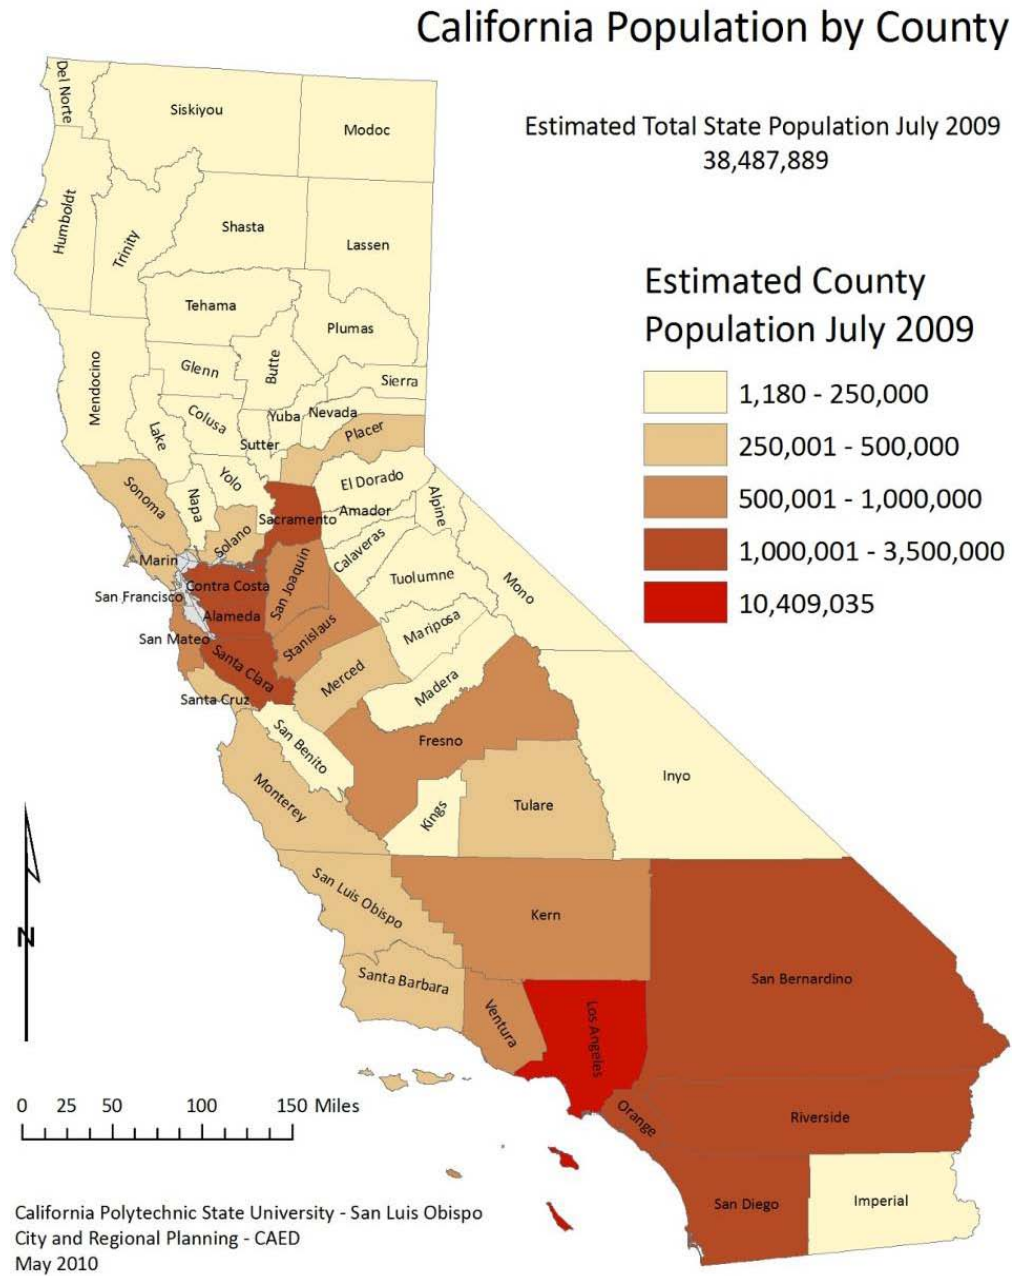 California Population by County
Estimated Total State Population July 2009
38,487,889
Estimated County
Population July 2009
1,180 - 250,000
250,001 - 500,000
500,001 - 1,000,000
1,000,001 - 3,500,000
10,409,035
Del Norte
Siskiyou
Modoc
Humboldt
Trinity
Shasta
Lassen
Tehama
Plumas
Mendocino
Glenn
Butte
Sierra
Lake
Colusa
Sutter
Yuba
Nevada
Placer
Sonoma
Napa
Yolo
El Dorado
Solano
Sacramento
Amador
Alpine
Marin
Calaveras
San Francisco
Contra Costa
San Joaquin
Tuolumne
Mono
Alameda
San Mateo
Stanislaus
Mariposa
Santa Clara
Merced
Madera
Santa Cruz
San Benito
Fresno
Monterey
Kings
Tulare
Inyo
San Luis Obispo
Kern
Santa Barbara
Ventura
Los Angeles
San Bernardino
Orange
Riverside
San Diego
Imperial
N
0 25 50 100 150 Miles
California Polytechnic State University - San Luis Obispo
City and Regional Planning - CAED
May 2010